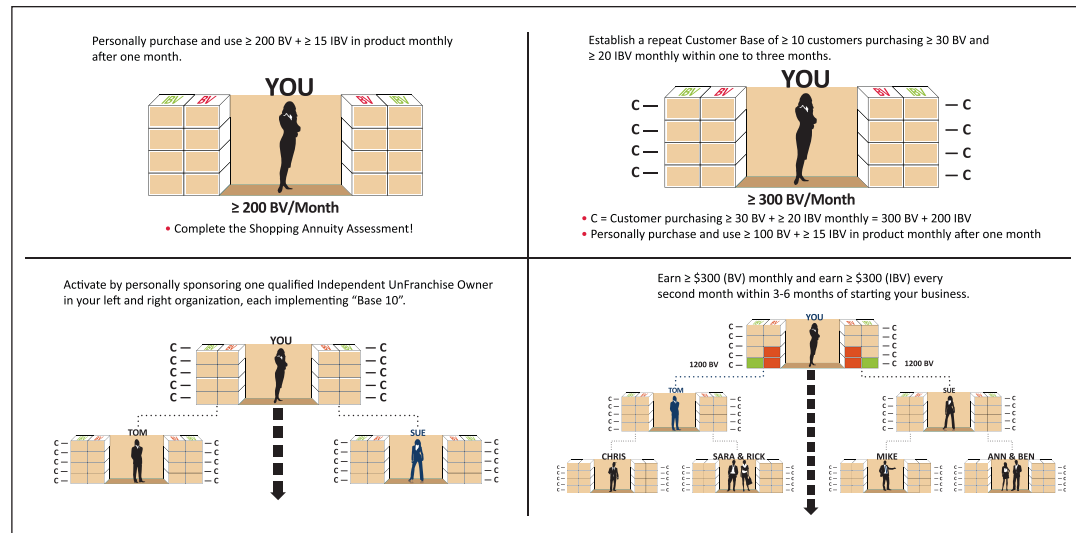 Personally purchase and use ≥ 200 BV + ≥ 15 IBV in product monthly
after one month.
YOU
IBV BV BV IBV
≥ 200 BV/Month
• Complete the Shopping Annuity Assessment!
Establish a repeat Customer Base of ≥ 10 customers purchasing ≥ 30 BV and
≥ 20 IBV monthly within one to three months.
YOU
IBV BV BV IBV
C — — C
C — — C
C — — C
C — — C
≥ 300 BV/Month
• C = Customer purchasing ≥ 30 BV + ≥ 20 IBV monthly = 300 BV + 200 IBV
• Personally purchase and use ≥ 100 BV + ≥ 15 IBV in product monthly after one month
Activate by personally sponsoring one qualified Independent UnFranchise Owner
in your left and right organization, each implementing “Base 10”.
YOU
IBV BV BV IBV
C — — C
C — — C
C — — C
C — — C
C — — C
TOM SUE
C — — C C — — C
C — — C C — — C
C — — C C — — C
C — — C C — — C
Earn ≥ $300 (BV) monthly and earn ≥ $300 (IBV) every
second month within 3-6 months of starting your business.
YOU
C — — C
C — — C
C — — C
C — — C
1200 BV 1200 BV
TOM SUE
C — — C C — — C
C — — C C — — C
C — — C C — — C
C — — C C — — C
CHRIS SARA & RICK MIKE ANN & BEN
C — — C C — — C C — — C C — — C
C — — C C — — C C — — C C — — C
C — — C C — — C C — — C C — — C
C — — C C — — C C — — C C — — C